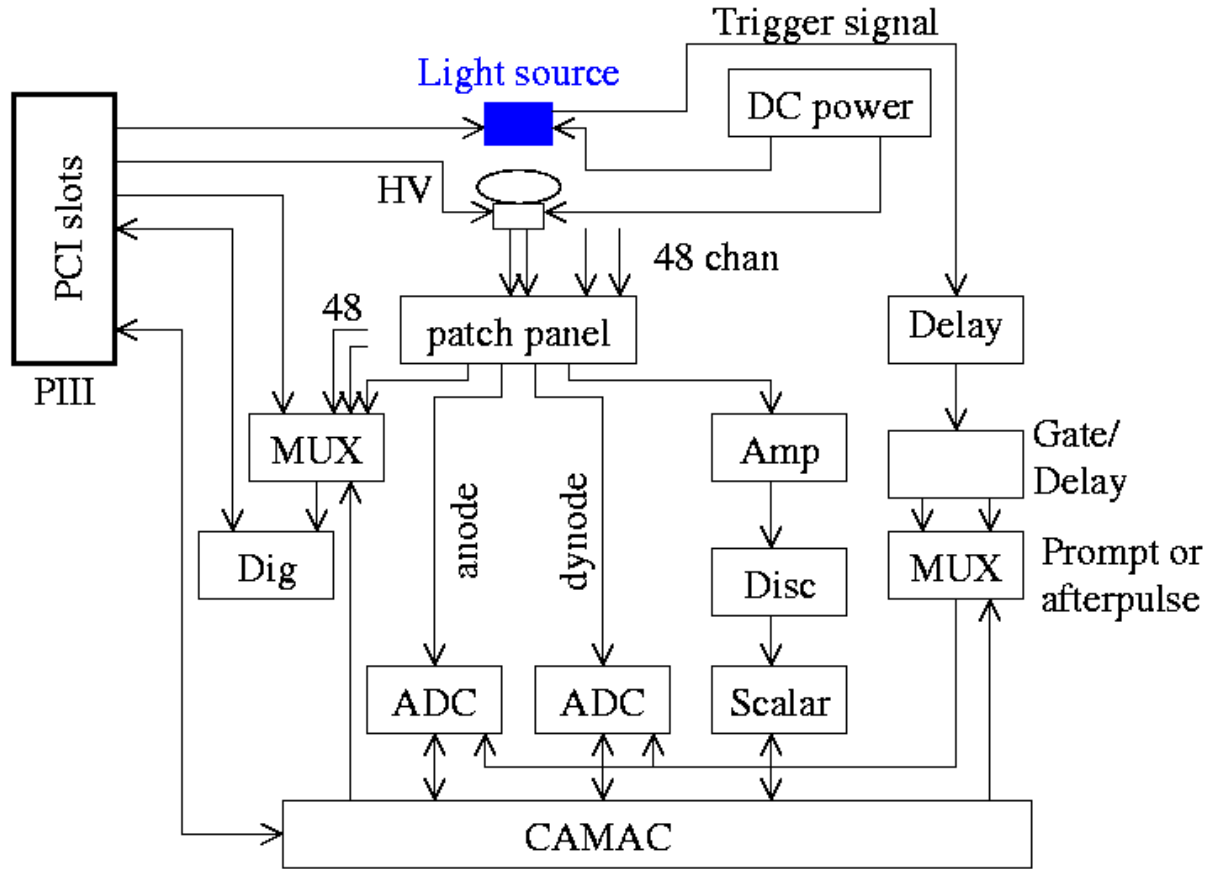 Trigger signal
Light source
DC power
PCI slots
HV
48 chan
48
patch panel
Delay
PIII
MUX
Amp
Gate/
Delay
anode
dynode
Dig
Disc
MUX
Prompt or
afterpulse
ADC
ADC
Scalar
CAMAC